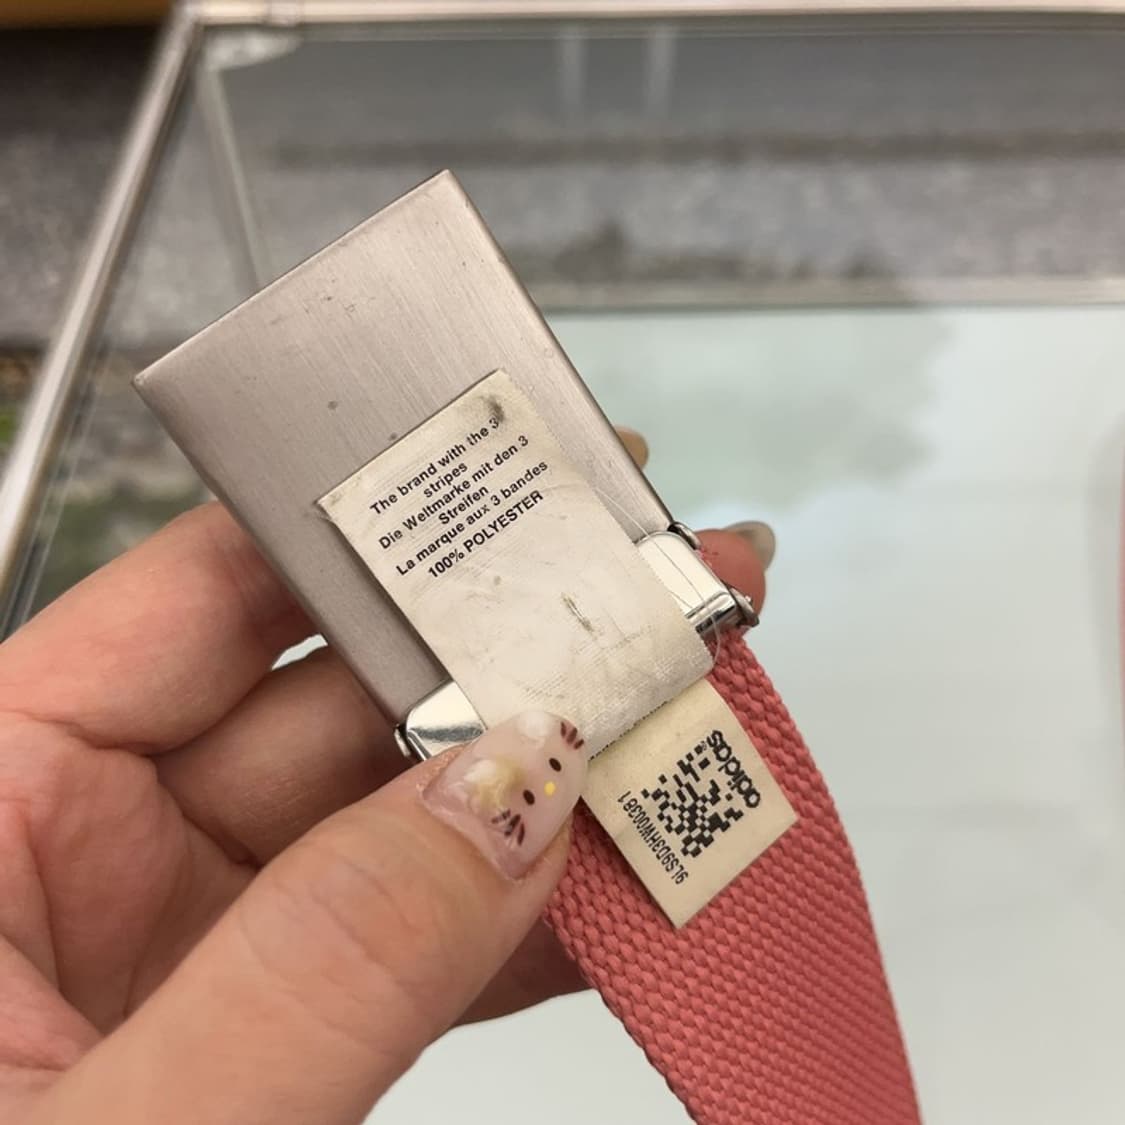 The brand with the 3
stripes
Die Weltmarke mit den 3
Streifen
La marque aux 3 bandes
100% POLYESTER
adidas
9LS9D3HW00381